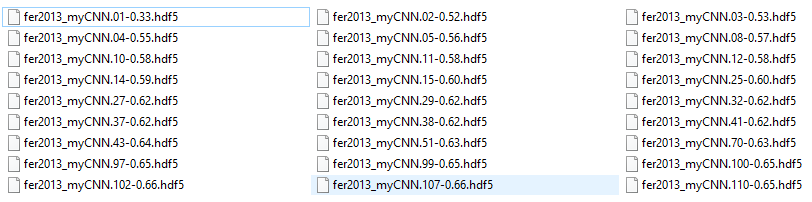 fer2013_myCNN.01-0.33.hdf5 fer2013_myCNN.02-0.52.hdf5 fer2013_myCNN.03-0.53.hdf5
fer2013_myCNN.04-0.55.hdf5 fer2013_myCNN.05-0.56.hdf5 fer2013_myCNN.08-0.57.hdf5
fer2013_myCNN.10-0.58.hdf5 fer2013_myCNN.11-0.58.hdf5 fer2013_myCNN.12-0.58.hdf5
fer2013_myCNN.14-0.59.hdf5 fer2013_myCNN.15-0.60.hdf5 fer2013_myCNN.25-0.60.hdf5
fer2013_myCNN.27-0.62.hdf5 fer2013_myCNN.29-0.62.hdf5 fer2013_myCNN.32-0.62.hdf5
fer2013_myCNN.37-0.62.hdf5 fer2013_myCNN.38-0.62.hdf5 fer2013_myCNN.41-0.62.hdf5
fer2013_myCNN.43-0.64.hdf5 fer2013_myCNN.51-0.63.hdf5 fer2013_myCNN.70-0.63.hdf5
fer2013_myCNN.97-0.65.hdf5 fer2013_myCNN.99-0.65.hdf5 fer2013_myCNN.100-0.65.hdf5
fer2013_myCNN.102-0.66.hdf5 fer2013_myCNN.107-0.66.hdf5 fer2013_myCNN.110-0.65.hdf5